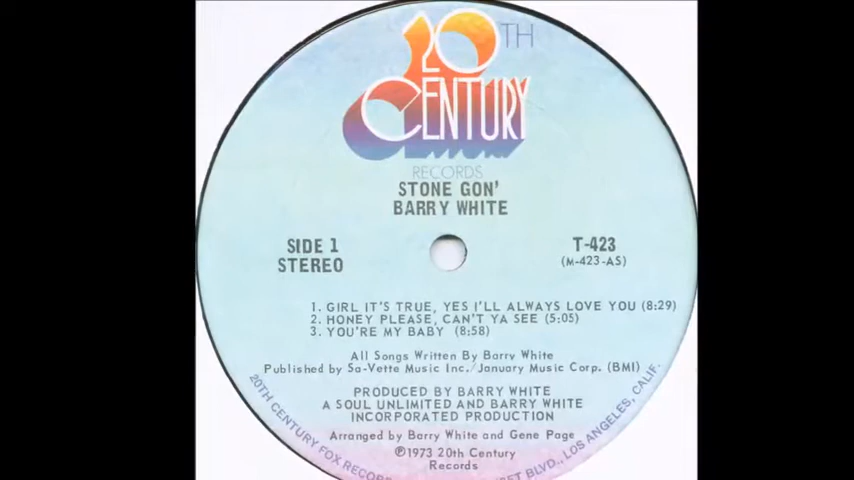 20TH
CENTURY
RECORDS
STONE GON'
BARRY WHITE
SIDE 1
STEREO
T-423
(M-423-AS)
1. GIRL IT'S TRUE, YES I'LL ALWAYS LOVE YOU (8:29)
2. HONEY PLEASE, CAN'T YA SEE (5:05)
3. YOU'RE MY BABY (8:58)
All Songs Written By Barry White
Published by Sa-Vette Music Inc./January Music Corp. (BMI)
PRODUCED BY BARRY WHITE
A SOUL UNLIMITED AND BARRY WHITE
INCORPORATED PRODUCTION
Arranged by Barry White and Gene Page
℗1973 20th Century
Records
20TH CENTURY FOX RECORD BLVD., LOS ANGELES, CALIF.